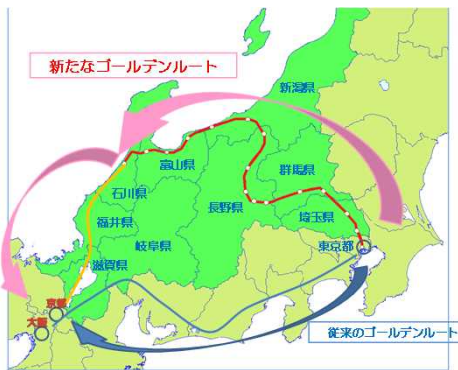 新たなゴールデンルート
新潟県
富山県
群馬県
石川県
長野県
埼玉県
福井県
岐阜県
東京都
滋賀県
京都
大阪
従来のゴールデンルート